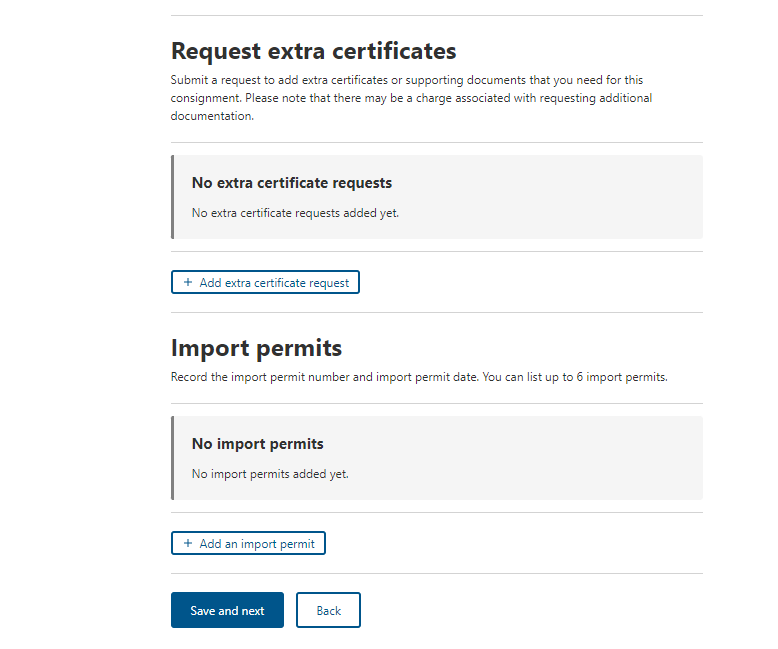 Request extra certificates
Submit a request to add extra certificates or supporting documents that you need for this
consignment. Please note that there may be a charge associated with requesting additional
documentation.
No extra certificate requests
No extra certificate requests added yet.
+ Add extra certificate request
Import permits
Record the import permit number and import permit date. You can list up to 6 import permits.
No import permits
No import permits added yet.
+ Add an import permit
Save and next
Back